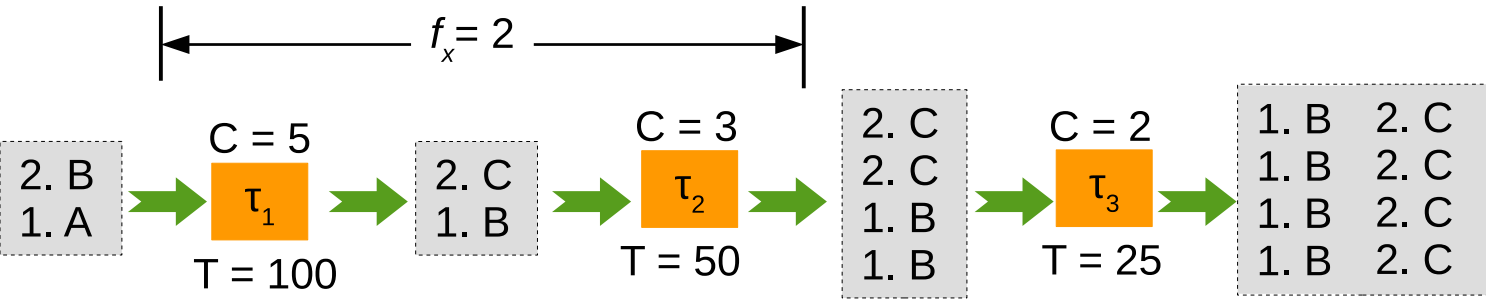 fx= 2
2. B
1. A
C = 5
τ1
T = 100
2. C
1. B
C = 3
τ2
T = 50
2. C
2. C
1. B
1. B
C = 2
τ3
T = 25
1. B 2. C
1. B 2. C
1. B 2. C
1. B 2. C